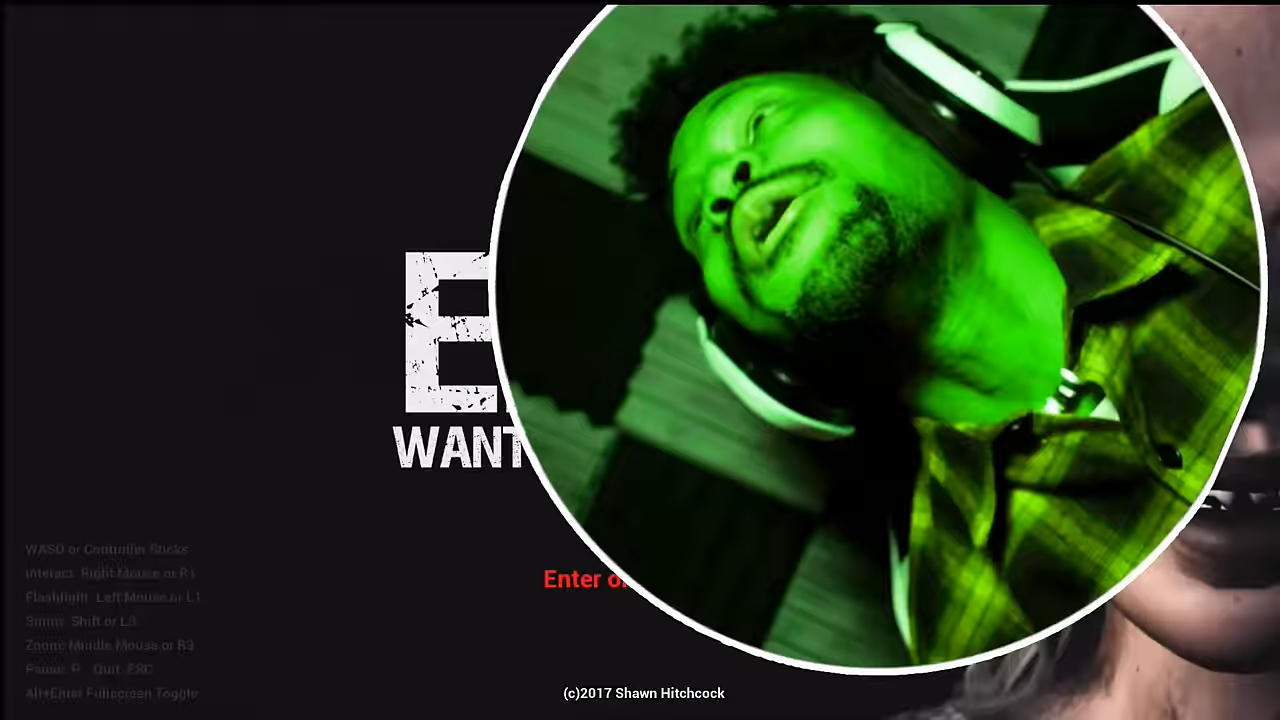 E
WANT
WASD or Controller Sticks
Interact: Right Mouse or R1
Flashlight: Left Mouse or L1
Shift or L3
Zoom: Middle Mouse or R3
Pause: P Quit: ESC
Alt+Enter Fullscreen Toggle
Enter or
(c)2017 Shawn Hitchcock